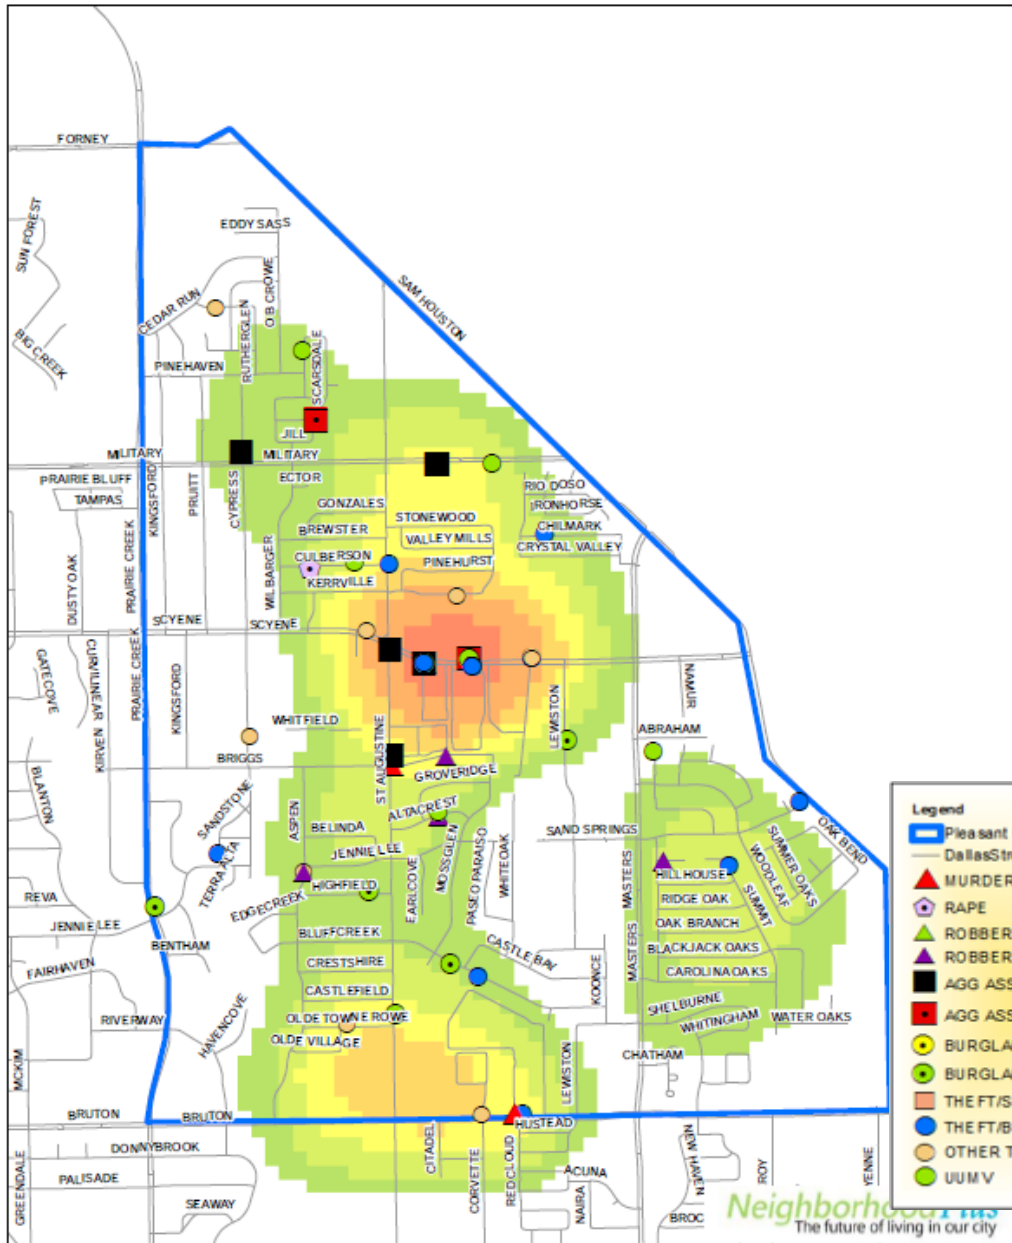 FORNEY
SUN FOREST
EDDY SASS
SAM HOUSTON
O B CROWE
CEDAR RUN
RUTHERGLEN
BIG CREEK
PINEHAVEN
SCARSDALE
JILL
MILITARY
MILITARY
PRAIRIE BLUFF
TAMPAS
KINGSFORD
PRUITT
CYPRESS
ECTOR
RIO DOSO
IRONHORSE
GONZALES
STONEWOOD
CHILMARK
BREWSTER
VALLEY MILLS
CRYSTAL VALLEY
CULBERSON
PINEHURST
KERRVILLE
WILBARGER
DUSTY OAK
PRAIRIE CREEK
SCYENE
SCYENE
GATE COVE
CURVILINEAR
PRAIRIE CREEK
KINGSFORD
NAMUR
LEWISTON
WHITFIELD
ABRAHAM
KIRVEN
BRIGGS
ST AUGUSTINE
GROVERIDGE
BLANTON
SANDSTONE
ASPEN
ALTACREST
BELINDA
SAND SPRINGS
OAK BEND
JENNIE LEE
MOSSGLEN
PASEO PARAISO
WHITE OAK
MASTERS
SUMMER OAKS
WOODLEAF
TERRA ALTA
HIGHFIELD
EARLCOVE
HILLHOUSE
SUMMIT
REVA
EDGECREEK
RIDGE OAK
JENNIE LEE
OAK BRANCH
BLUFFCREEK
BENTHAM
CASTLE BAY
BLACKJACK OAKS
FAIRHAVEN
CRESTSHIRE
KOONCE
MASTERS
CAROLINA OAKS
CASTLEFIELD
SHELBURNE
RIVERWAY
HAVENCOVE
OLDE TOWNE ROWE
WHITINGHAM
WATER OAKS
OLDE VILLAGE
CHATHAM
MCKIM
LEWISTON
BRUTON
BRUTON
HUSTEAD
DONNYBROOK
CITADEL
CORVETTE
RED CLOUD
NEW HAVEN
ROY
YENNE
PALISADE
ACUNA
GREENDALE
SEAWAY
NAIRA
BROC
Legend
Pleasant
DallasStr
MURDER
RAPE
ROBBER
ROBBER
AGG ASS
AGG ASS
BURGLA
BURGLA
THEFT/S
THEFT/B
OTHER T
UUMV
NeighborhoodPlus
The future of living in our city